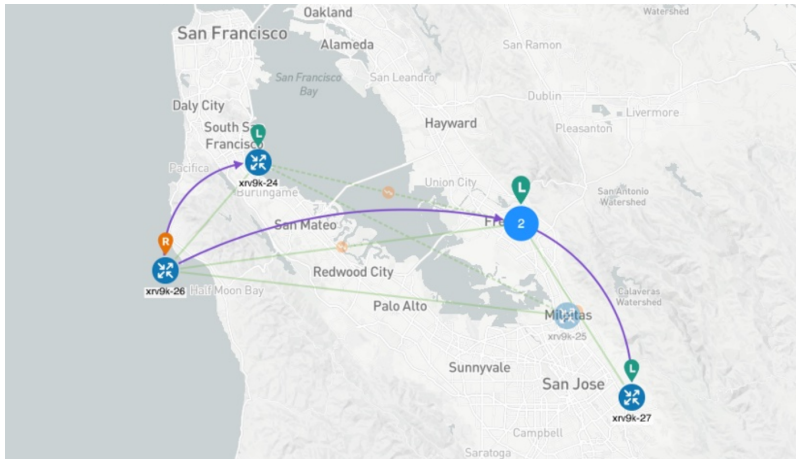 Oakland
Watershed
San Francisco
Alameda
San Ramon
San Francisco
Bay
San Leandro
Dublin
Daly City
Livermore
Hayward
Pleasanton
South Sa
Francisco
L
Pacifica
xrv9k-24
Burlingame
Union City
L
San Antonio
Watershed
San Mateo
Fre
2
R
Redwood City
xrv9k-26
Half Moon Bay
Calaveras
Watershed
Palo Alto
Milpitas
xrv9k-25
Sunnyvale
L
San Jose
xrv9k-27
Campbell
Saratoga